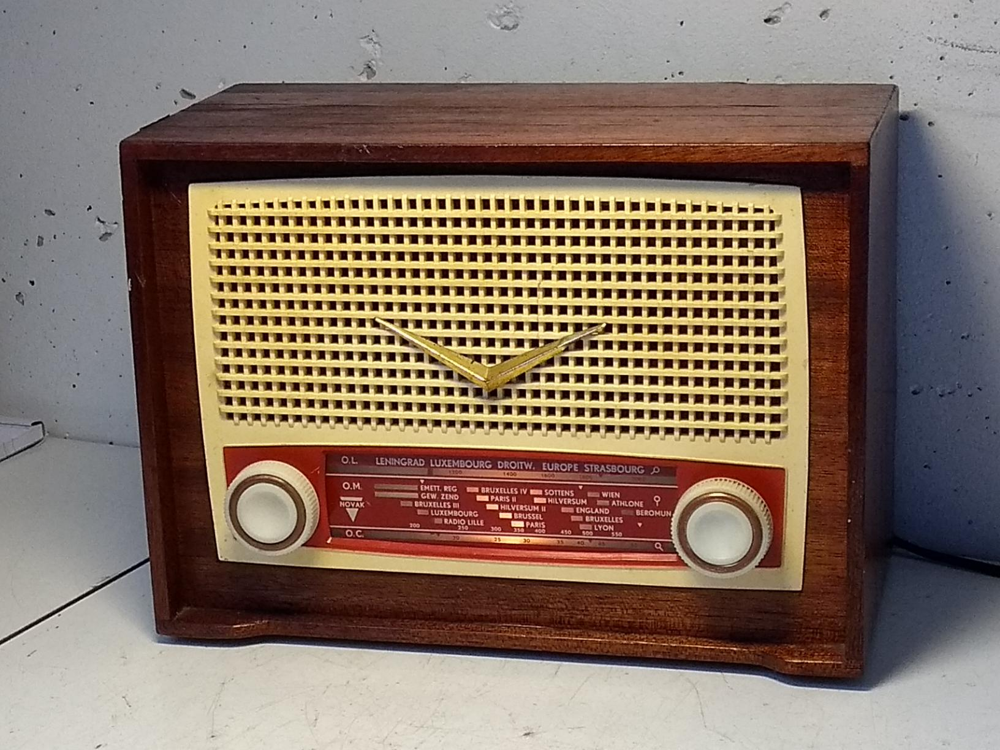 O.L. LENINGRAD LUXEMBOURG DROITW. EUROPE STRASBOURG
1200 1400 1600 1800
O.M. EMETT. REG BRUXELLES IV SOTTENS WIEN
GEW. ZEND PARIS II HILVERSUM ATHLONE
NOVAK BRUXELLES III HILVERSUM II ENGLAND BEROMUN
LUXEMBOURG BRUSSEL BRUXELLES
RADIO LILLE PARIS LYON
200 250 300 350 400 450 500 550
O.C. 20 25 30 35 40 45